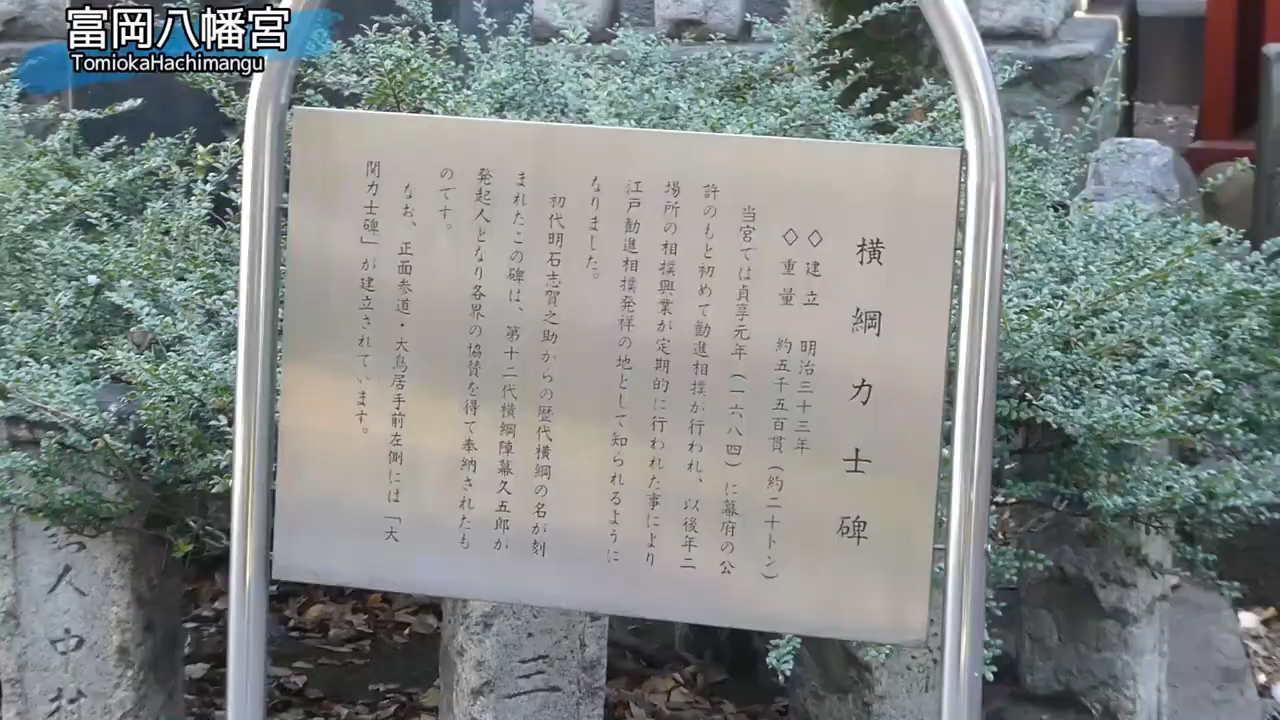 富岡八幡宮
TomiokaHachimangu
横綱力士碑
◇建立 明治三十三年
◇重量 約五千五百貫(約二十トン)
当宮では貞享元年(一六八四)に幕府の公
許のもと初めて勧進相撲が行われ、以後年二
場所の相撲興業が定期的に行われた事により
江戸勧進相撲発祥の地として知られるように
なりました。
初代明石志賀之助からの歴代横綱の名が刻
まれたこの碑は、第十二代横綱陣幕久五郎が
発起人となり各界の協賛を得て奉納されたも
のです。
なお、正面参道・大鳥居手前左側には「大
関力士碑」が建立されています。
人中村
三